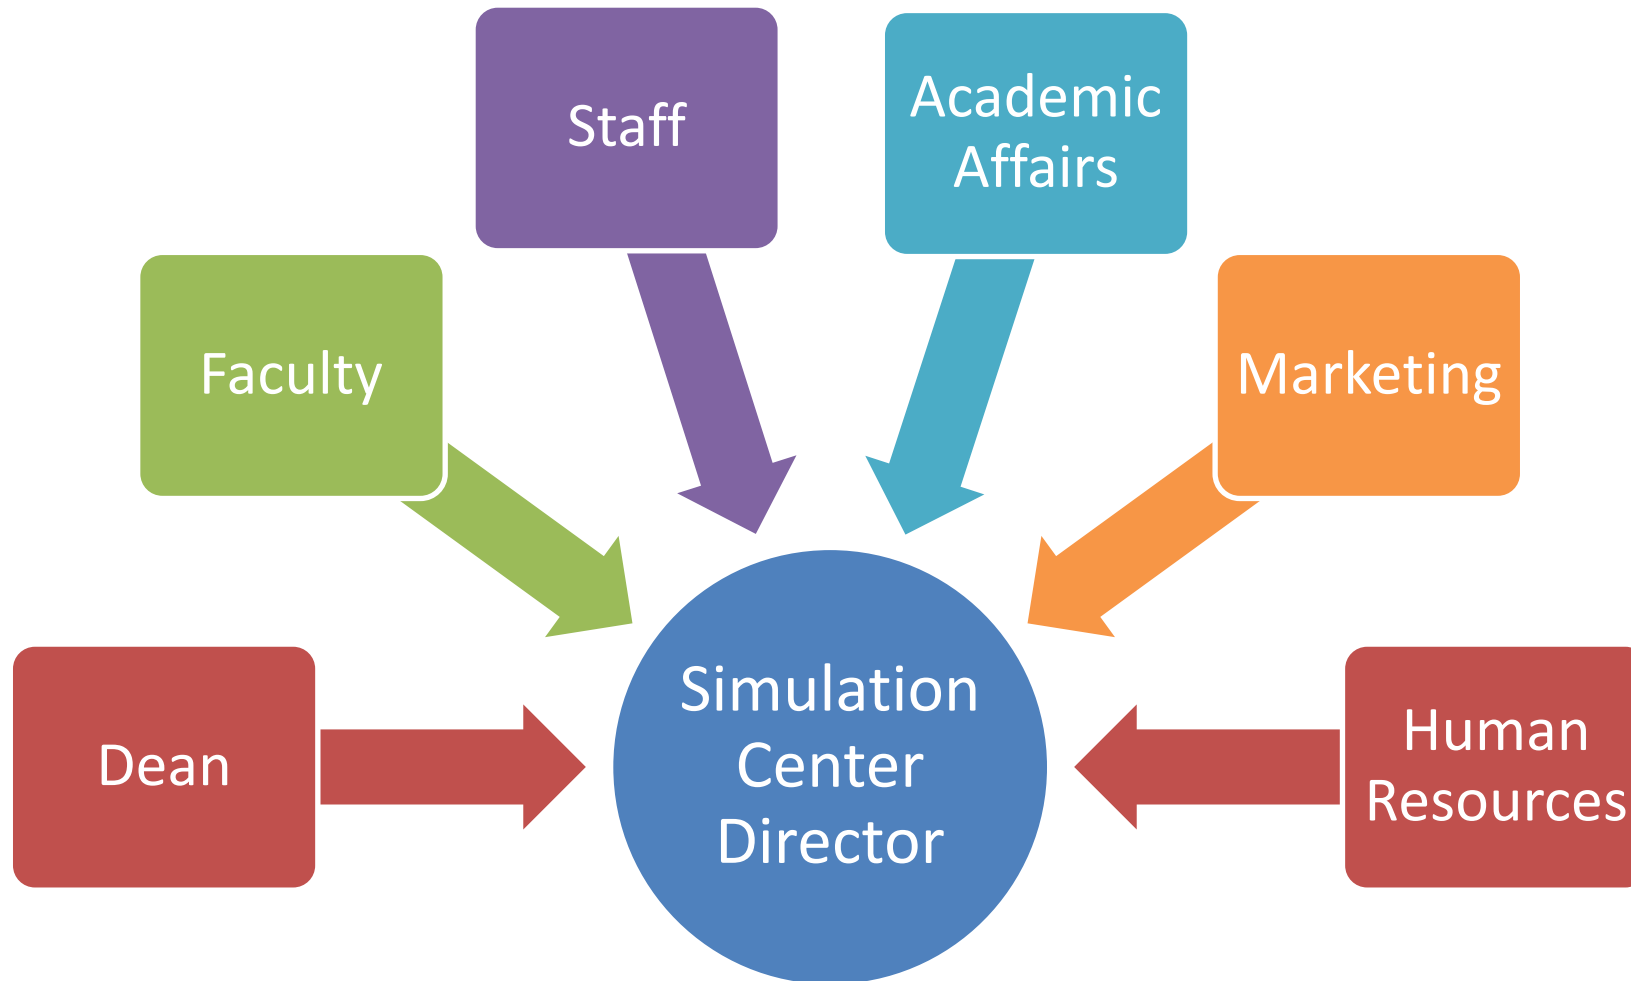 Staff
Academic
Affairs
Faculty
Marketing
Dean
Simulation
Center
Director
Human
Resources